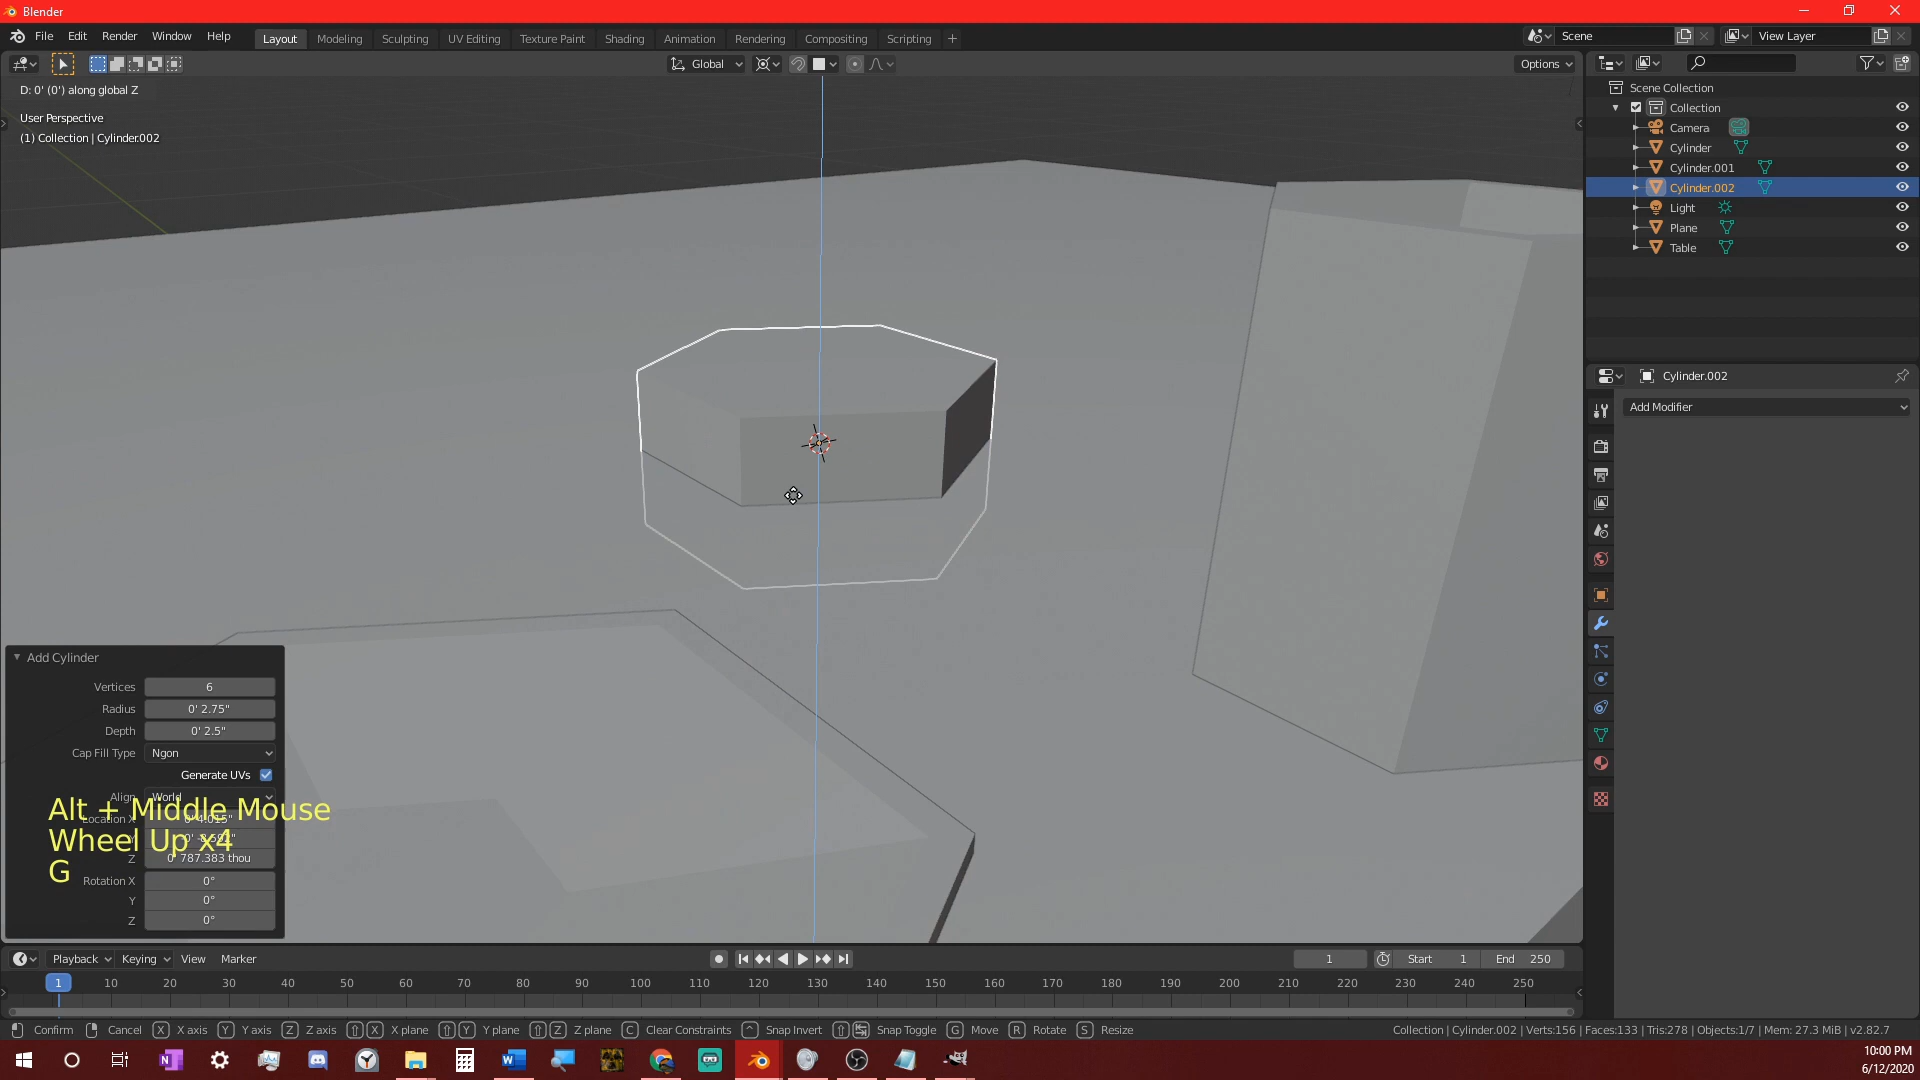 Blender
File Edit Render Window Help
Layout Modeling Sculpting UV Editing Texture Paint Shading Animation Rendering Compositing Scripting
Scene
View Layer
Global
Options
D: 0' (0') along global Z
User Perspective
(1) Collection | Cylinder.002
Scene Collection
Collection
Camera
Cylinder
Cylinder.001
Cylinder.002
Light
Plane
Table
Cylinder.002
Add Modifier
Add Cylinder
Vertices 6
Radius 0' 2.75"
Depth 0' 2.5"
Cap Fill Type Ngon
Generate UVs
Align World
Alt + Middle Mouse
Wheel Up x4
G
Z 0' 787.383 thou
Rotation X 0°
Y 0°
Z 0°
Playback Keying View Marker
1
Start 1
End 250
1 10 20 30 40 50 60 70 80 90 100 110 120 130 140 150 160 170 180 190 200 210 220 230 240 250
Confirm Cancel X X axis Y Y axis Z Z axis X X plane Y Y plane Z Z plane C Clear Constraints Snap Invert Snap Toggle G Move R Rotate S Resize
Collection | Cylinder.002 | Verts:156 | Faces:133 | Tris:278 | Objects:1/7 | Mem: 27.3 MiB | v2.82.7
10:00 PM
6/12/2020